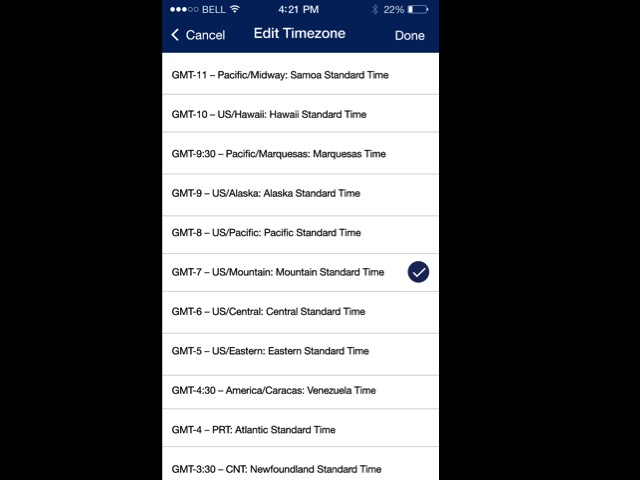 BELL 4:21 PM 22%
Cancel Edit Timezone Done
GMT-11 – Pacific/Midway: Samoa Standard Time
GMT-10 – US/Hawaii: Hawaii Standard Time
GMT-9:30 – Pacific/Marquesas: Marquesas Time
GMT-9 – US/Alaska: Alaska Standard Time
GMT-8 – US/Pacific: Pacific Standard Time
GMT-7 – US/Mountain: Mountain Standard Time
GMT-6 – US/Central: Central Standard Time
GMT-5 – US/Eastern: Eastern Standard Time
GMT-4:30 – America/Caracas: Venezuela Time
GMT-4 – PRT: Atlantic Standard Time
GMT-3:30 – CNT: Newfoundland Standard Time